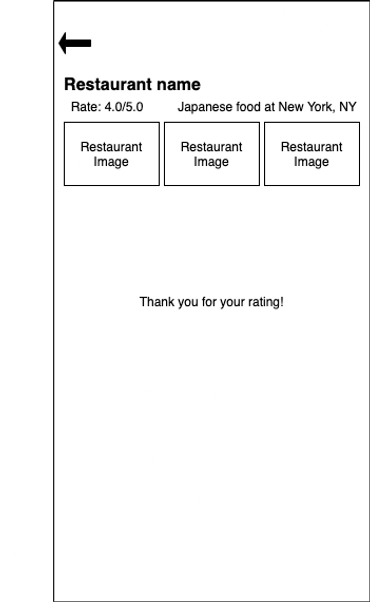 Restaurant name
Rate: 4.0/5.0 Japanese food at New York, NY
Restaurant
Image
Restaurant
Image
Restaurant
Image
Thank you for your rating!